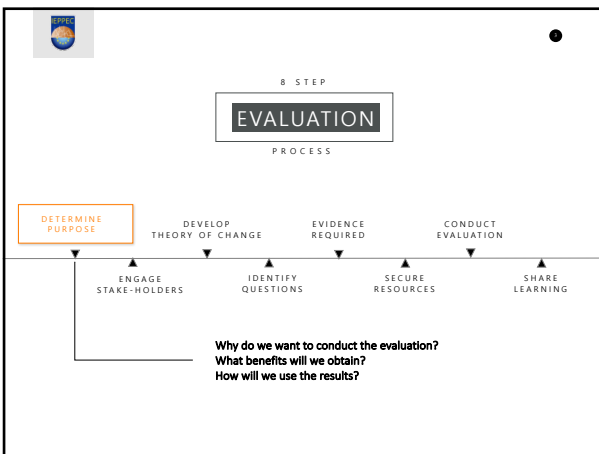 IEPPEC
8 STEP
EVALUATION
PROCESS
DETERMINE
PURPOSE
DEVELOP
THEORY OF CHANGE
EVIDENCE
REQUIRED
CONDUCT
EVALUATION
ENGAGE
STAKE-HOLDERS
IDENTIFY
QUESTIONS
SECURE
RESOURCES
SHARE
LEARNING
Why do we want to conduct the evaluation?
What benefits will we obtain?
How will we use the results?